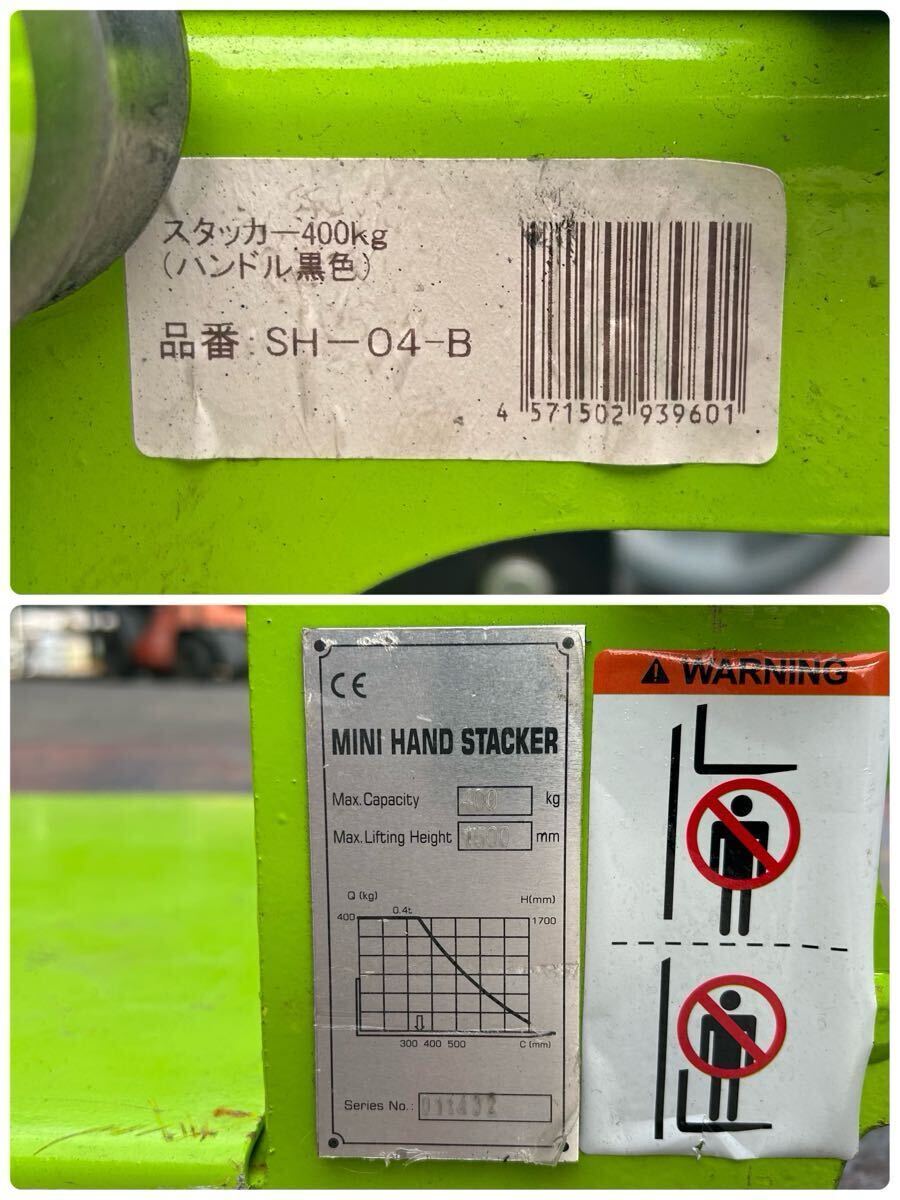 スタッカー400kg
(ハンドル黒色)
品番:SH-04-B
4 571502 939601
CE
MINI HAND STACKER
Max.Capacity 400 kg
Max.Lifting Height mm
Q (kg)
H(mm)
400
0.4t
1700
300 400 500
C (mm)
Series No.: 011432
WARNING